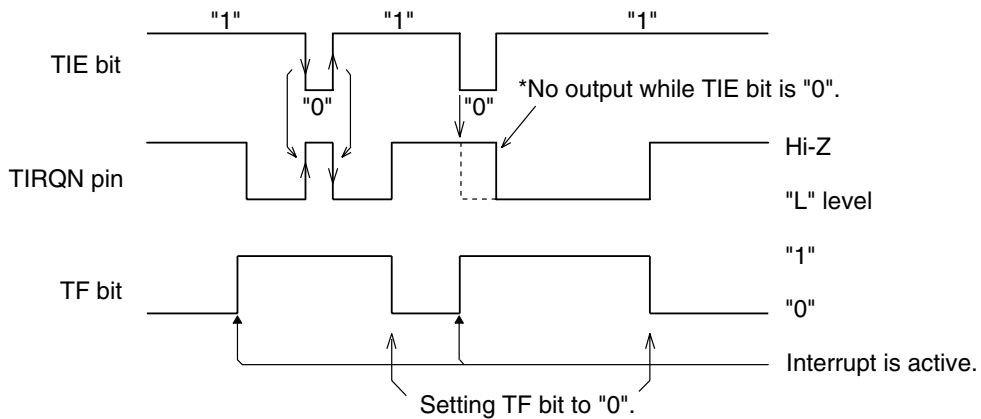 "1" "1" "1"
TIE bit
*No output while TIE bit is "0".
"0" "0"
Hi-Z
TIRQN pin
"L" level
"1"
TF bit
"0"
Interrupt is active.
Setting TF bit to "0".